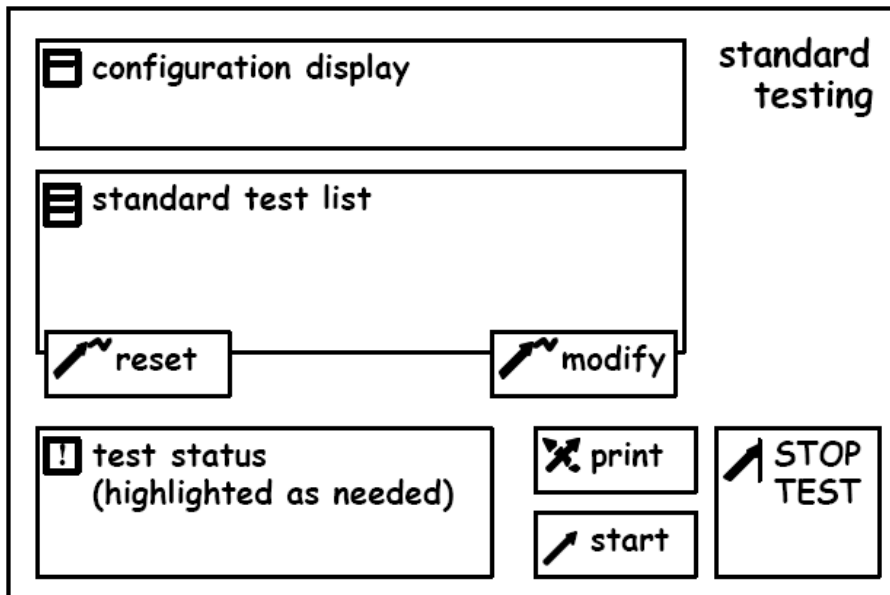 configuration display
standard
testing
standard test list
reset
modify
! test status
(highlighted as needed)
print
start
STOP
TEST